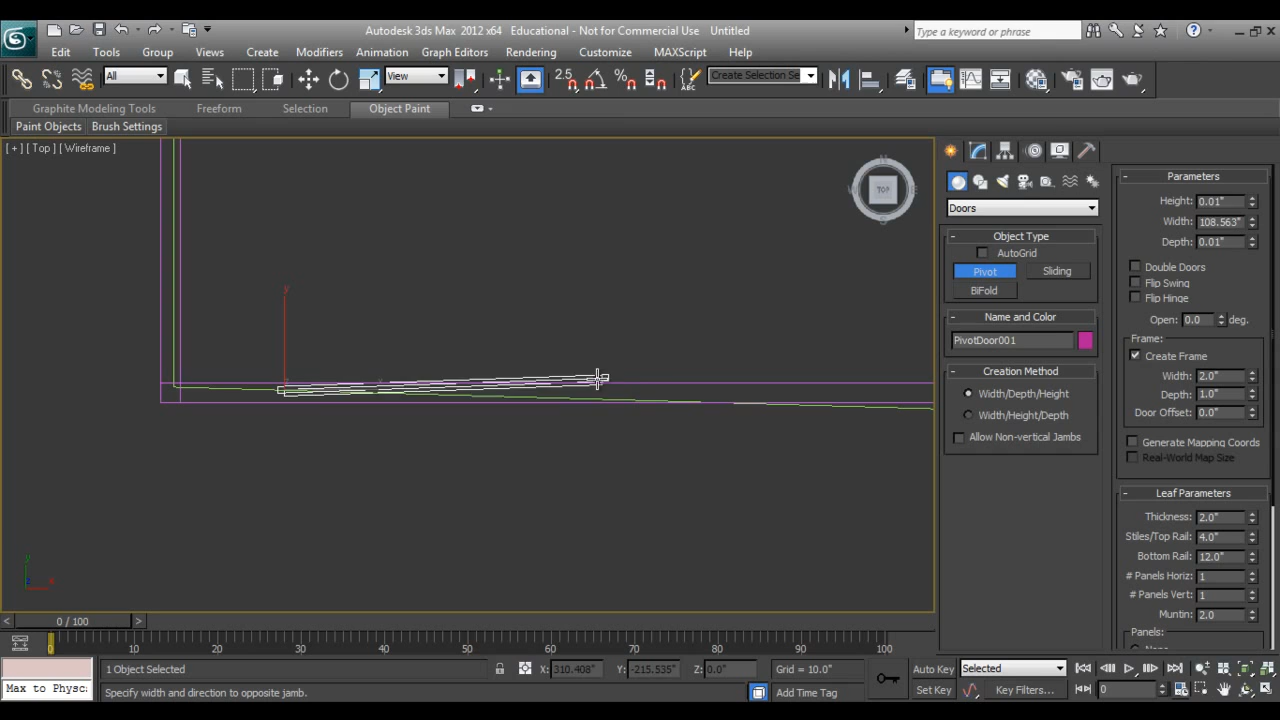 Autodesk 3ds Max 2012 x64 Educational - Not for Commercial Use Untitled
Type a keyword or phrase
Edit Tools Group Views Create Modifiers Animation Graph Editors Rendering Customize MAXScript Help
All View 2.5 Create Selection Se
Graphite Modeling Tools Freeform Selection Object Paint
Paint Objects Brush Settings
[ + ] [ Top ] [ Wireframe ]
TOP
y
y
x
Doors
- Object Type
AutoGrid
Pivot Sliding
BiFold
- Name and Color
PivotDoor001
- Creation Method
Width/Depth/Height
Width/Height/Depth
Allow Non-vertical Jambs
- Parameters
Height: 0.01"
Width: 108.563"
Depth: 0.01"
Double Doors
Flip Swing
Flip Hinge
Open: 0.0 deg.
Frame:
Create Frame
Width: 2.0"
Depth: 1.0"
Door Offset: 0.0"
Generate Mapping Coords
Real-World Map Size
- Leaf Parameters
Thickness: 2.0"
Stiles/Top Rail: 4.0"
Bottom Rail: 12.0"
# Panels Horiz: 1
# Panels Vert: 1
Muntin: 2.0
Panels:
< 0 / 100 >
0 10 20 30 40 50 60 70 80 90 100
1 Object Selected X: 310.408" Y: -215.535" Z: 0.0" Grid = 10.0" Auto Key Selected
Max to Physc Specify width and direction to opposite jamb. Add Time Tag Set Key Key Filters... 0